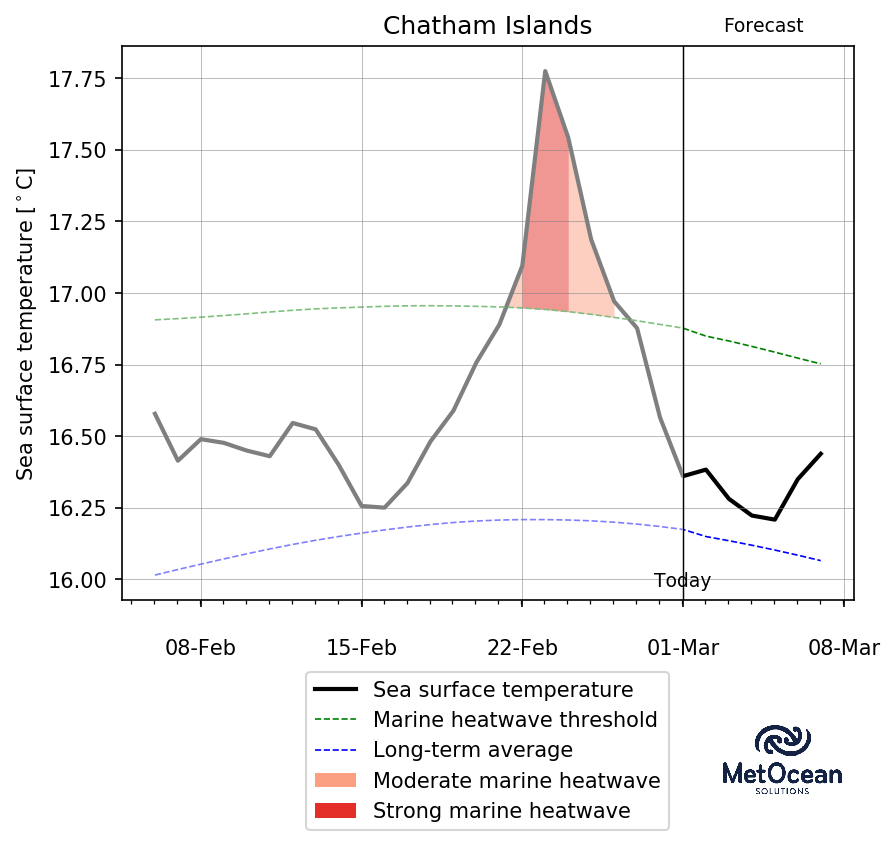 Chatham Islands
Forecast
Sea surface temperature [°C]
17.75
17.50
17.25
17.00
16.75
16.50
16.25
16.00
Today
08-Feb
15-Feb
22-Feb
01-Mar
08-Mar
Sea surface temperature
Marine heatwave threshold
Long-term average
Moderate marine heatwave
Strong marine heatwave
MetOcean
SOLUTIONS